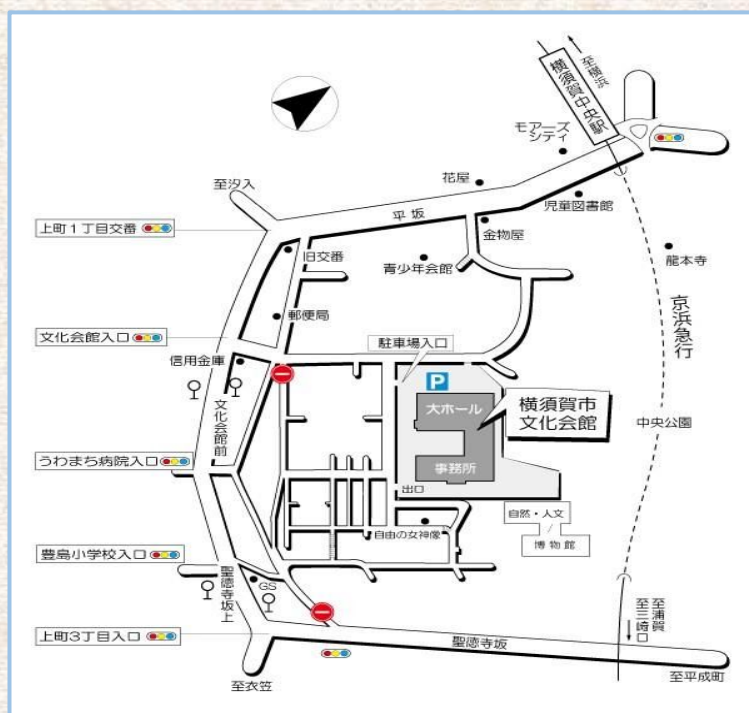 至横浜
横須賀中央駅
モアーズ
シティ
花屋
児童図書館
至汐入
平坂
金物屋
上町1丁目交番
旧交番
青少年会館
龍本寺
郵便局
京浜急行
文化会館入口
駐車場入口
信用金庫
P
大ホール
横須賀市
文化会館
文化会館前
中央公園
うわまち病院入口
事務所
出口
自然・人文
博物館
自由の女神像
豊島小学校入口
聖徳寺坂上
GS
至浦賀
至三崎口
上町3丁目入口
聖徳寺坂
至衣笠
至平成町